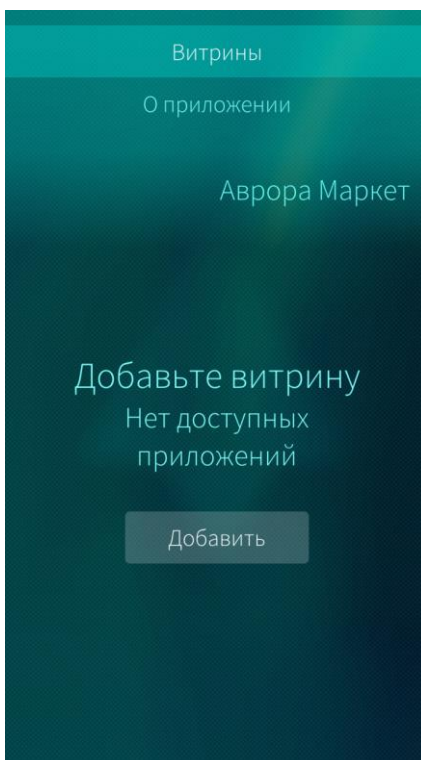 Витрины
О приложении
Аврора Маркет
Добавьте витрину
Нет доступных
приложений
Добавить